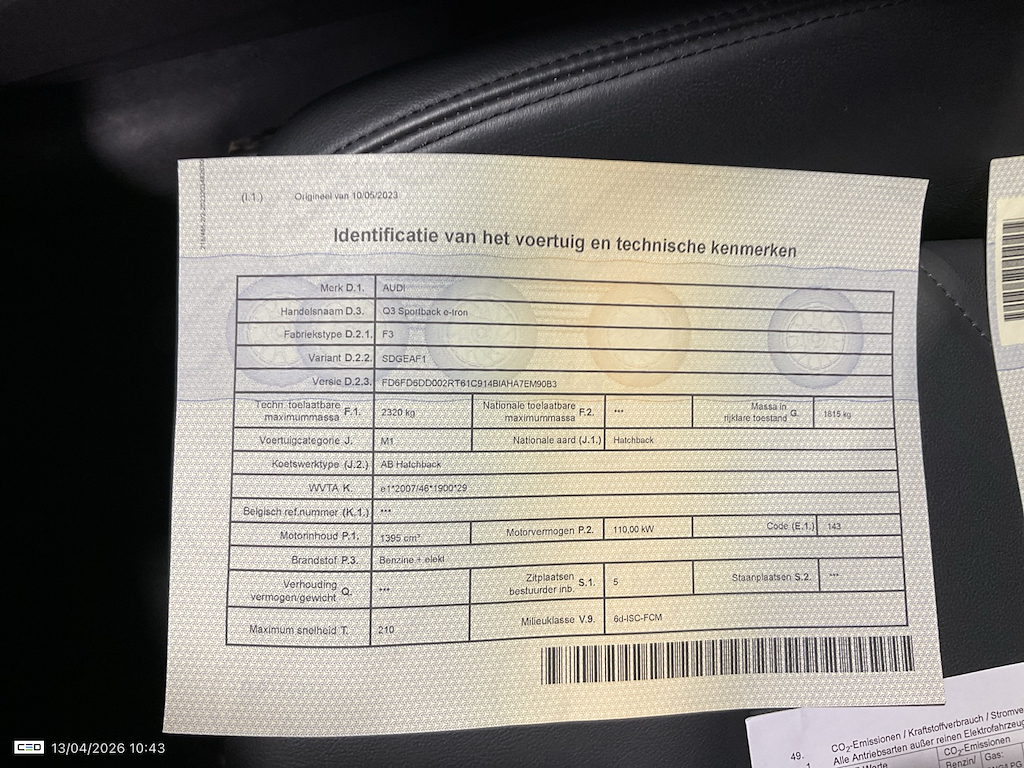 (I.1.) Origineel van 10/05/2023
Identificatie van het voertuig en technische kenmerken
Merk D.1. AUDI
Handelsnaam D.3. Q3 Sportback e-tron
Fabriekstype D.2.1. F3
Variant D.2.2. SDGEAF1
Versie D.2.3. FD6FD6DD002RT61C914BIAHA7EM90B3
Techn. toelaatbare maximummassa F.1. 2320 kg Nationale toelaatbare maximummassa F.2. *** Massa in rijklare toestand G. 1815 kg
Voertuigcategorie J. M1 Nationale aard (J.1.) Hatchback
Koetswerktype (J.2.) AB Hatchback
WVTA K. e1*2007/46*1900*29
Belgisch ref.nummer (K.1.) ***
Motorinhoud P.1. 1395 cm³ Motorvermogen P.2. 110,00 kW Code (E.1.) 143
Brandstof P.3. Benzine + elekt
Verhouding vermogen/gewicht Q. *** Zitplaatsen bestuurder inb. S.1. 5 Staanplaatsen S.2. ***
Maximum snelheid T. 210 Milieuklasse V.9. 6d-ISC-FCM
49. CO₂-Emissionen / Kraftstoffverbrauch / Stromve
Alle Antriebsarten außer reinen Elektrofahrzeug
CO₂-Emissionen
Benzin/ Gas:
CED 13/04/2026 10:43